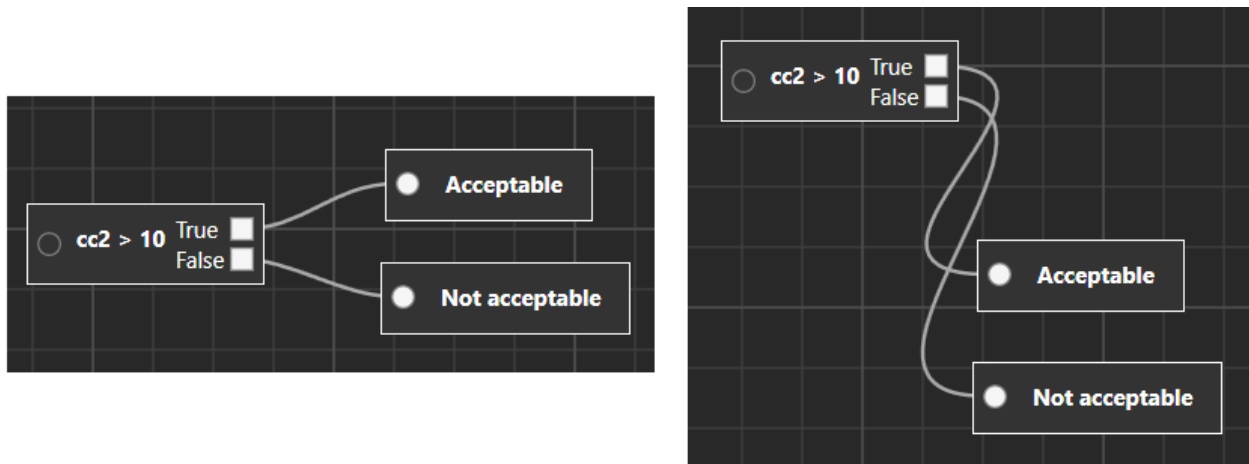 cc2 > 10
True
False
Acceptable
Not acceptable
cc2 > 10
True
False
Acceptable
Not acceptable